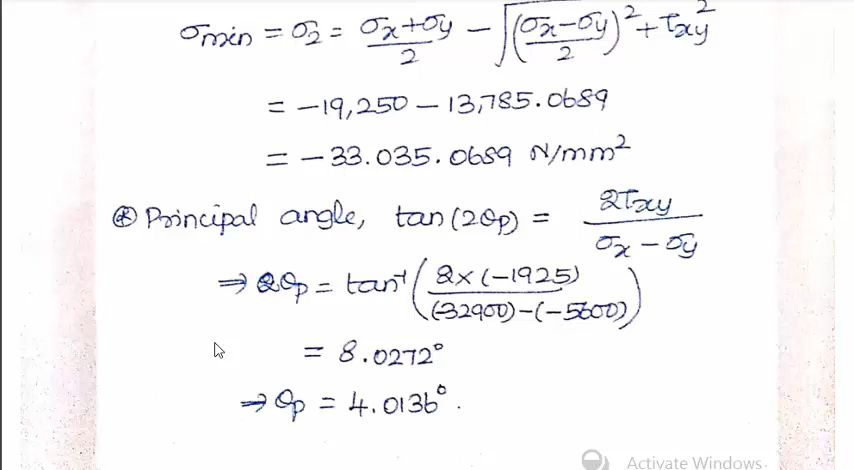 σmin = σ2 = (σx+σy)/2 − √(((σx−σy)/2)² + τxy²)
= −19,250 − 13,785.0689
= −33.035.0689 N/mm²
⊛ Principal angle, tan(2θp) = 2τxy/(σx − σy)
⇒ 2θp = tan⁻¹((2×(−1925))/((-32900)−(−5600)))
= 8.0272°
⇒ θp = 4.0136°.
Activate Windows